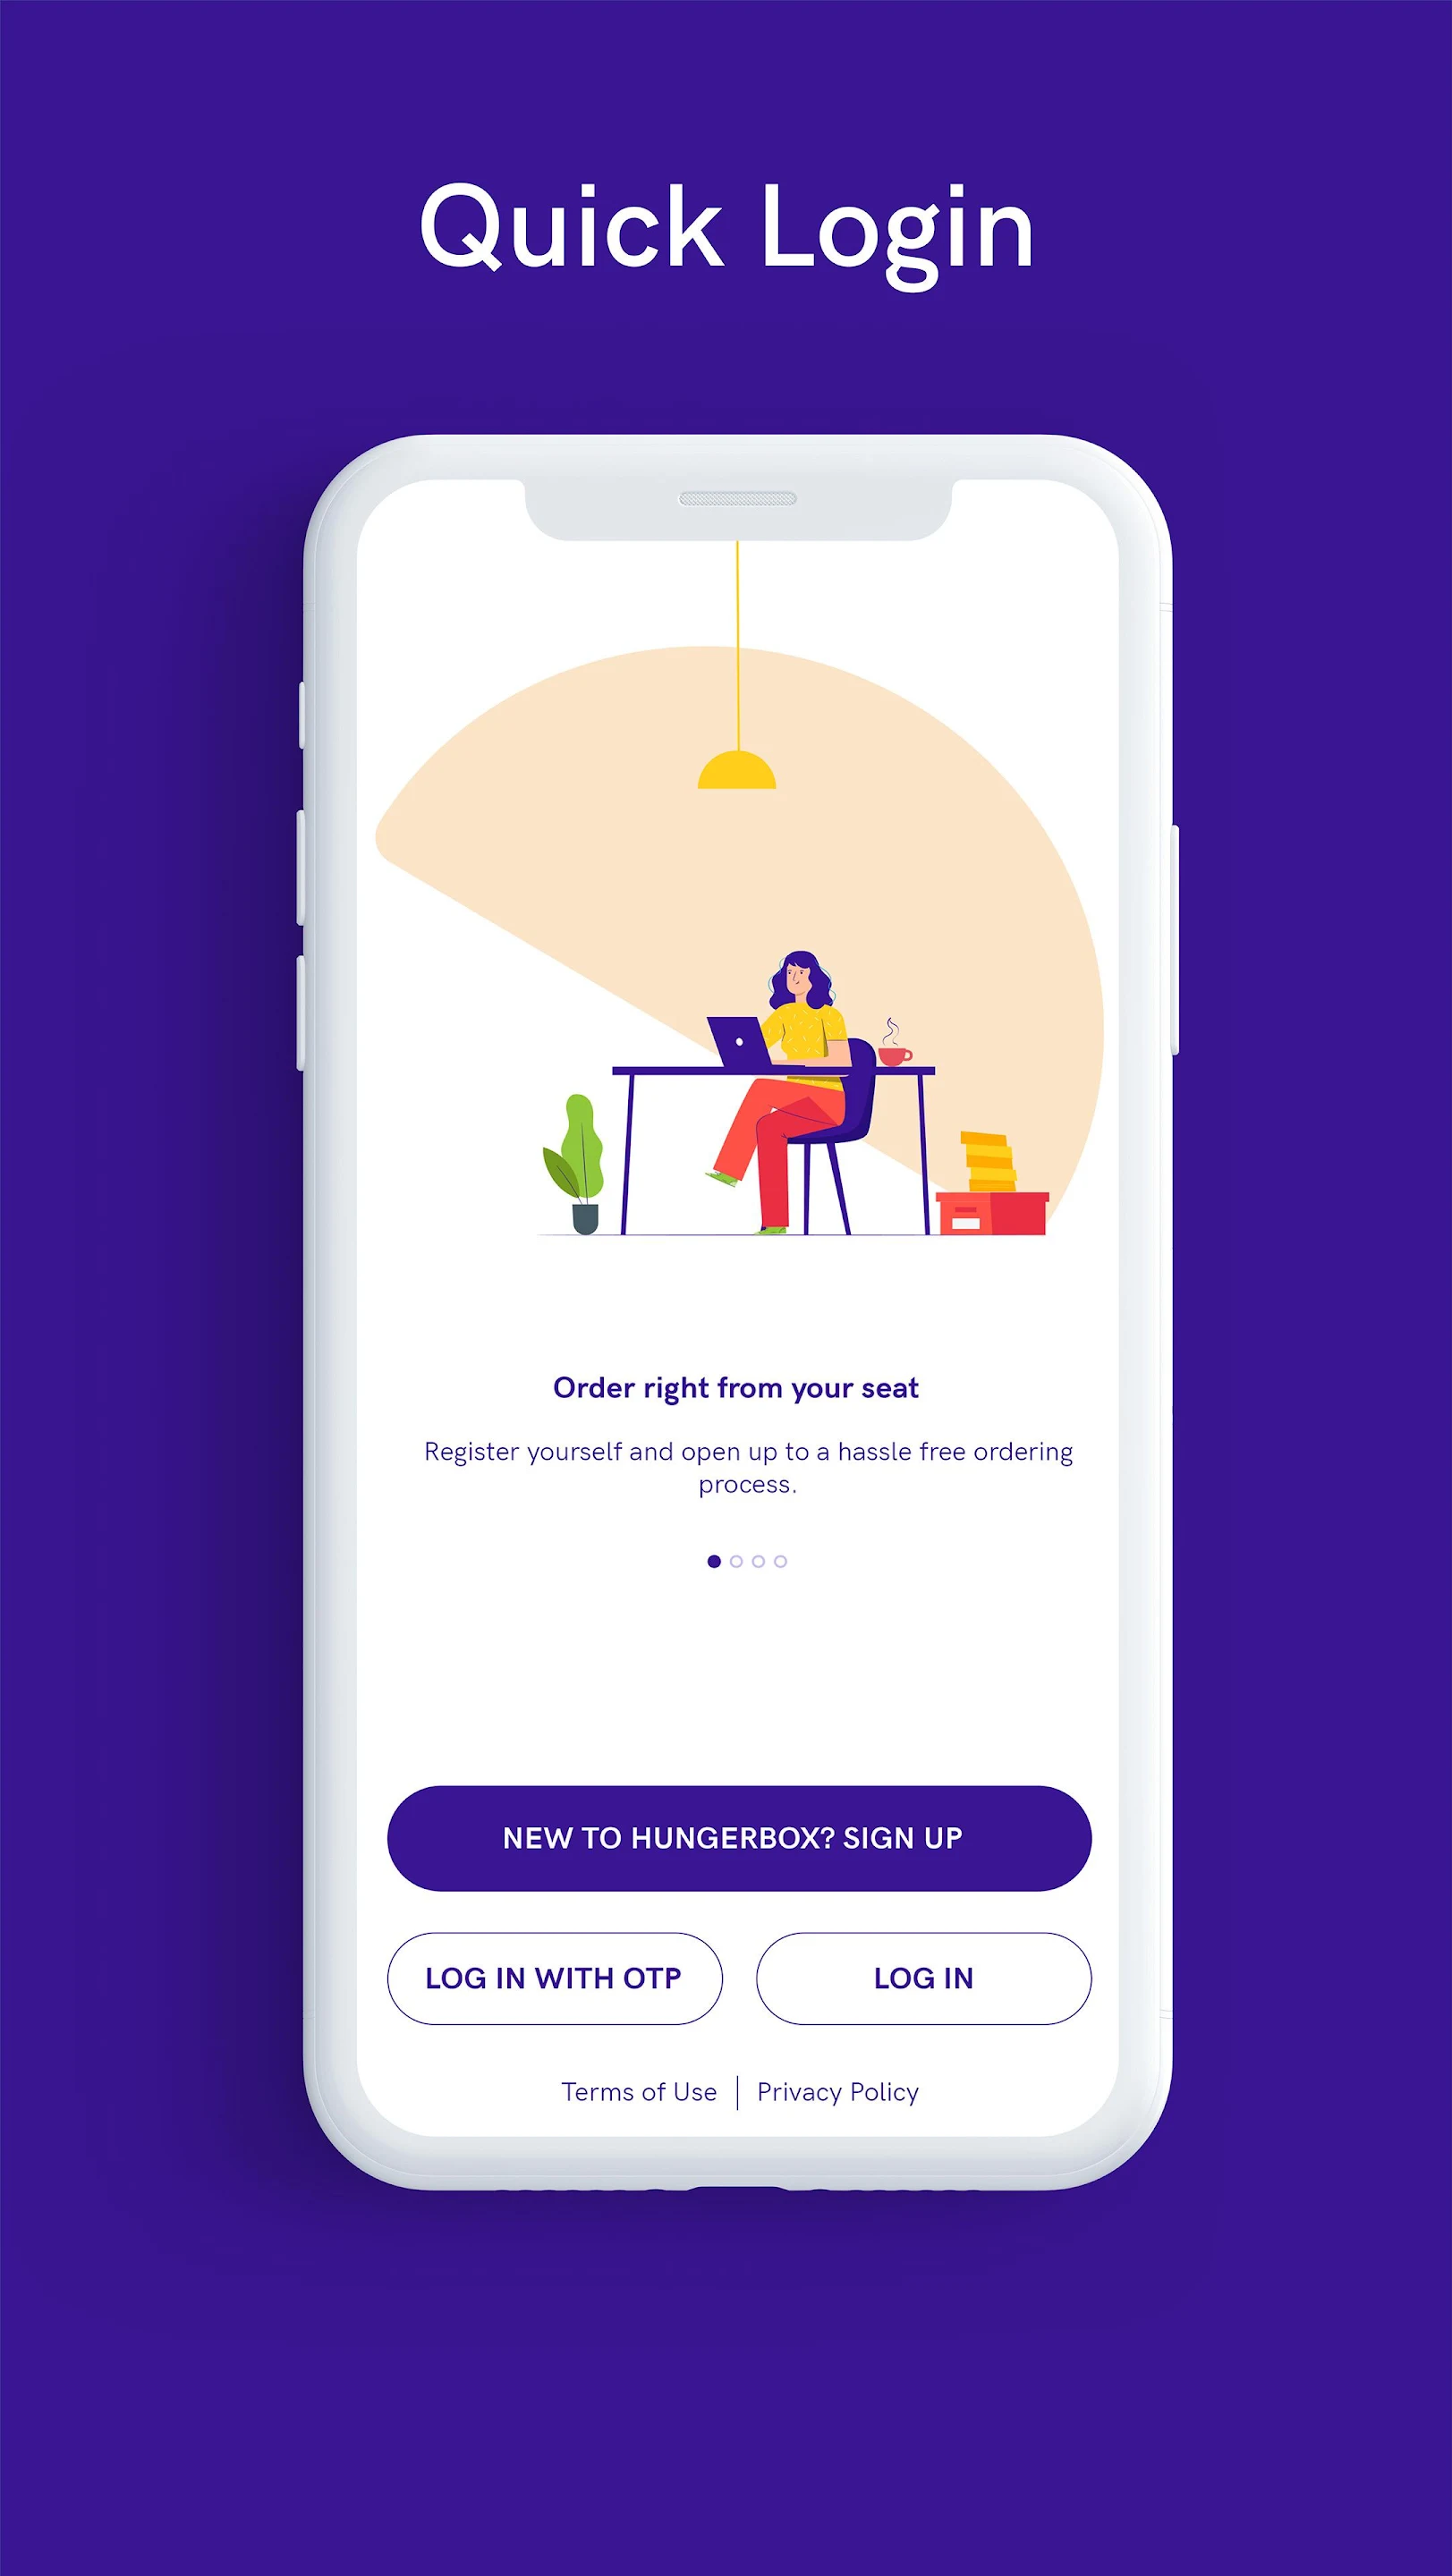 Quick Login
Order right from your seat
Register yourself and open up to a hassle free ordering
process.
NEW TO HUNGERBOX? SIGN UP
LOG IN WITH OTP
LOG IN
Terms of Use | Privacy Policy